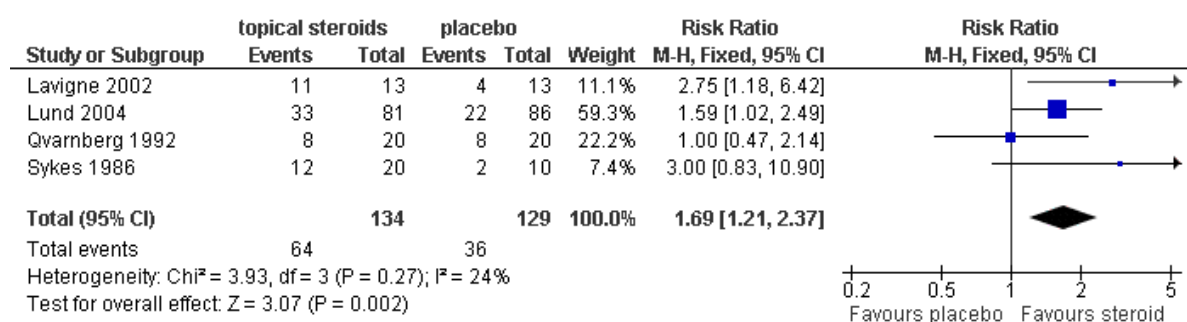 topical steroids placebo Risk Ratio Risk Ratio
Study or Subgroup Events Total Events Total Weight M-H, Fixed, 95% CI M-H, Fixed, 95% CI
Lavigne 2002 11 13 4 13 11.1% 2.75 [1.18, 6.42]
Lund 2004 33 81 22 86 59.3% 1.59 [1.02, 2.49]
Qvarnberg 1992 8 20 8 20 22.2% 1.00 [0.47, 2.14]
Sykes 1986 12 20 2 10 7.4% 3.00 [0.83, 10.90]
Total (95% CI) 134 129 100.0% 1.69 [1.21, 2.37]
Total events 64 36
Heterogeneity: Chi² = 3.93, df = 3 (P = 0.27); I² = 24%
Test for overall effect: Z = 3.07 (P = 0.002)
0.2 0.5 1 2 5
Favours placebo Favours steroid